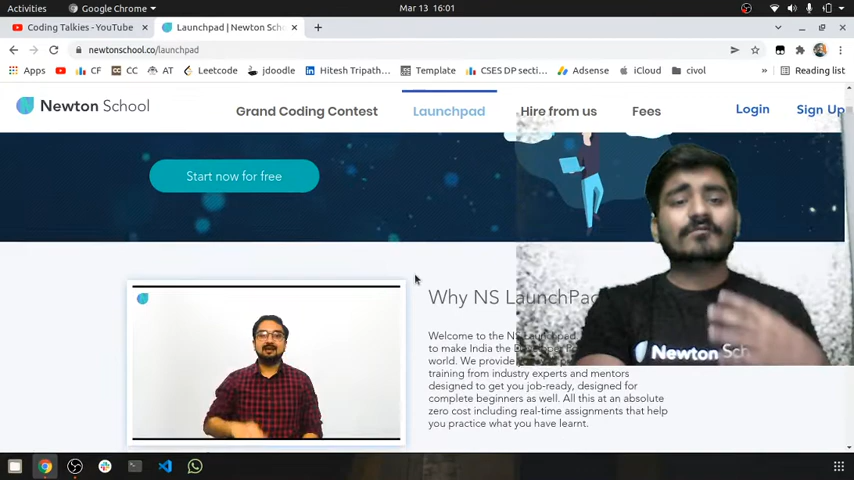 Activities
Google Chrome
Mar 13 16:01
Coding Talkies - YouTube
Launchpad | Newton Sch
newtonschool.co/launchpad
Apps
CF
CC
AT
Leetcode
jdoodle
Hitesh Tripath...
Template
CSES DP secti...
Adsense
iCloud
civol
»
Reading list
Newton School
Grand Coding Contest
Launchpad
Hire from us
Fees
Login
Sign Up
Start now for free
Why NS LaunchPad
Welcome to the NS Launchpad
to make India the
world. We provide
training from industry experts and mentors
designed to get you job-ready, designed for
complete beginners as well. All this at an absolute
zero cost including real-time assignments that help
you practice what you have learnt.
Newton Sch